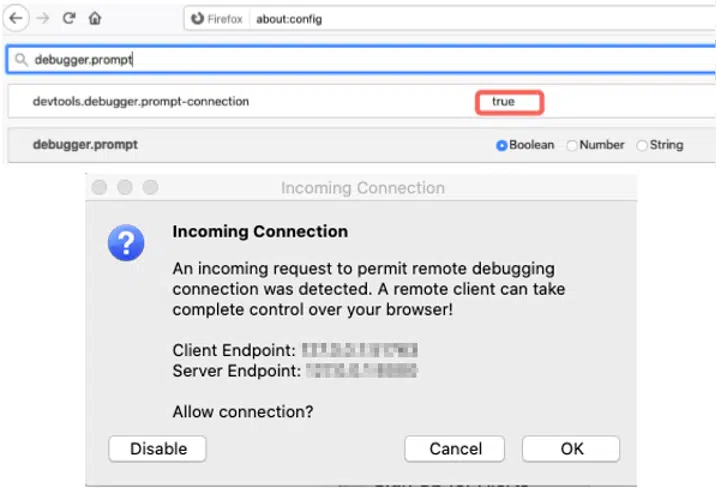 Firefox about:config
debugger.prompt
devtools.debugger.prompt-connection true
debugger.prompt Boolean Number String
Incoming Connection
Incoming Connection
An incoming request to permit remote debugging
connection was detected. A remote client can take
complete control over your browser!
Client Endpoint:
Server Endpoint:
Allow connection?
Disable Cancel OK